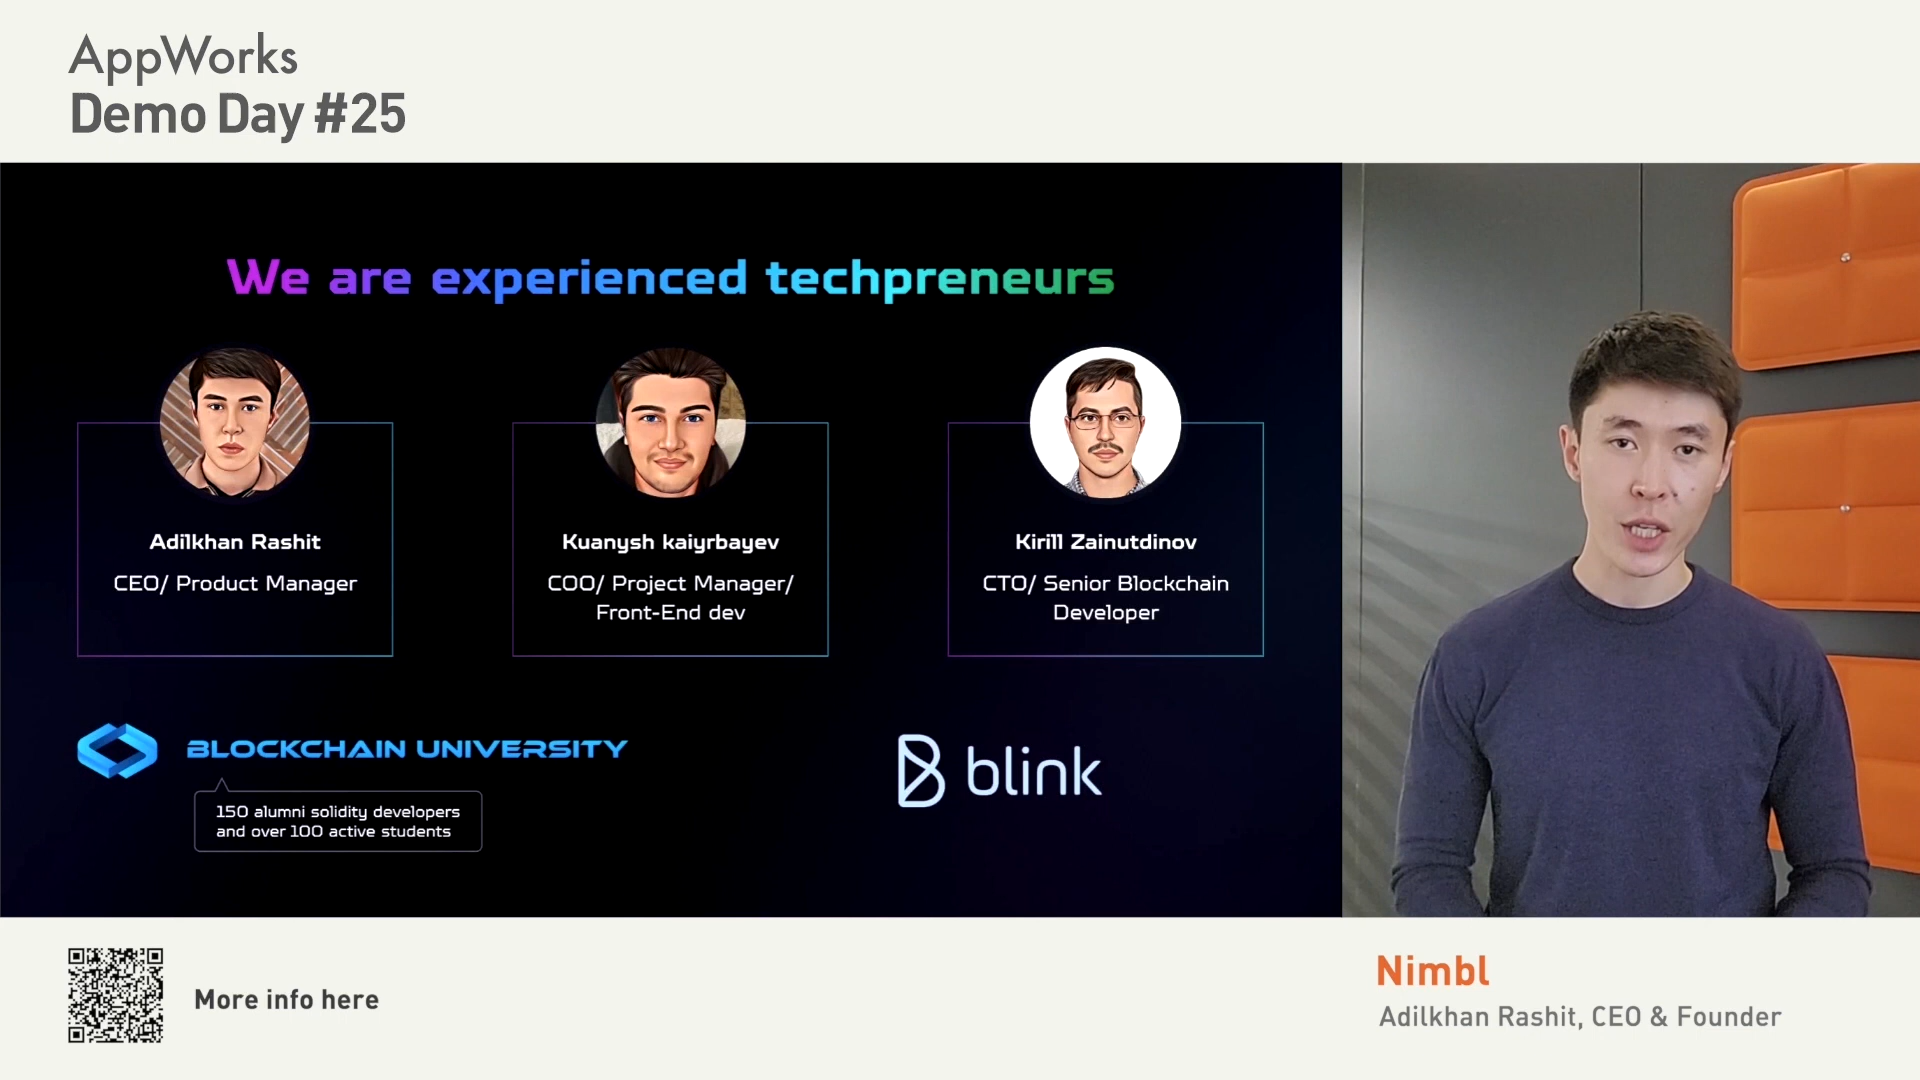 AppWorks
Demo Day #25
We are experienced techpreneurs
Adilkhan Rashit
CEO/ Product Manager
Kuanysh kaiyrbayev
COO/ Project Manager/
Front-End dev
Kirill Zainutdinov
CTO/ Senior Blockchain
Developer
BLOCKCHAIN UNIVERSITY
150 alumni solidity developers
and over 100 active students
blink
More info here
Nimbl
Adilkhan Rashit, CEO & Founder